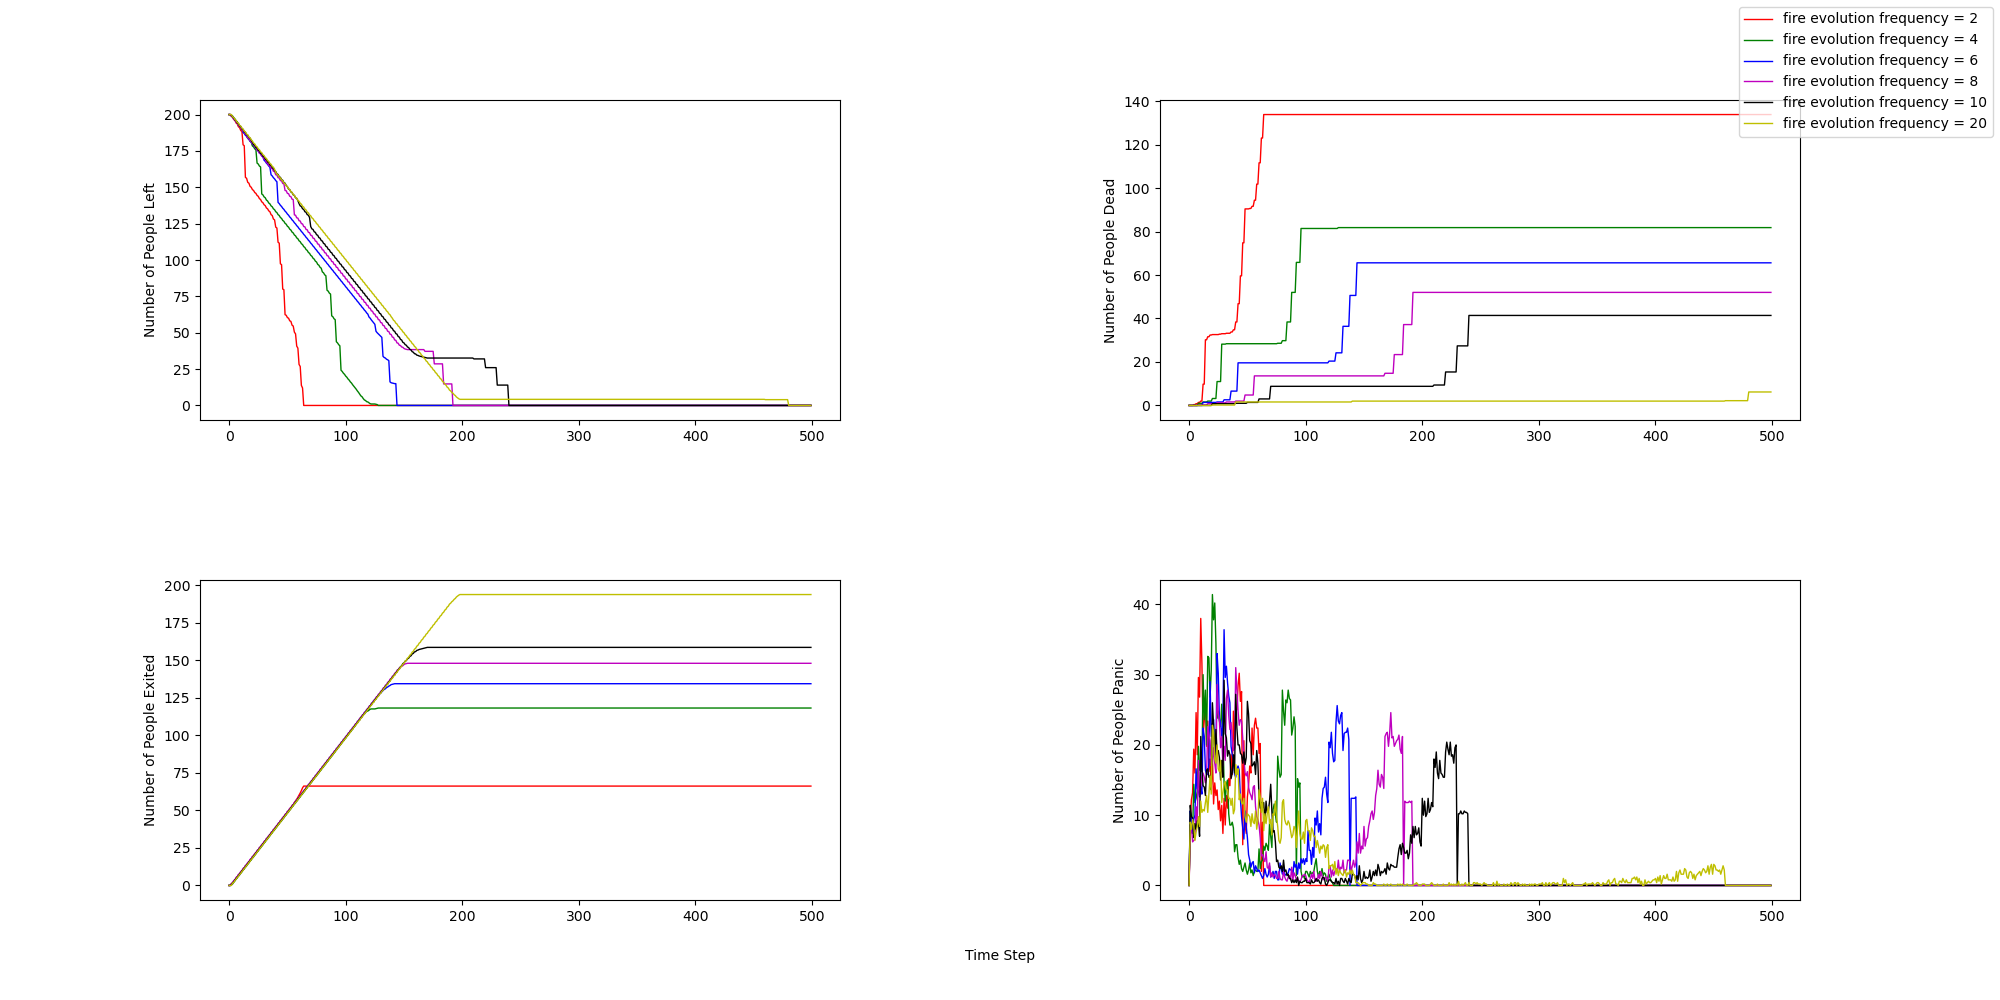 fire evolution frequency = 2
fire evolution frequency = 4
fire evolution frequency = 6
fire evolution frequency = 8
fire evolution frequency = 10
fire evolution frequency = 20
Number of People Left
200
175
150
125
100
75
50
25
0
0 100 200 300 400 500
Number of People Dead
140
120
100
80
60
40
20
0
0 100 200 300 400 500
Number of People Exited
200
175
150
125
100
75
50
25
0
0 100 200 300 400 500
Number of People Panic
40
30
20
10
0
0 100 200 300 400 500
Time Step